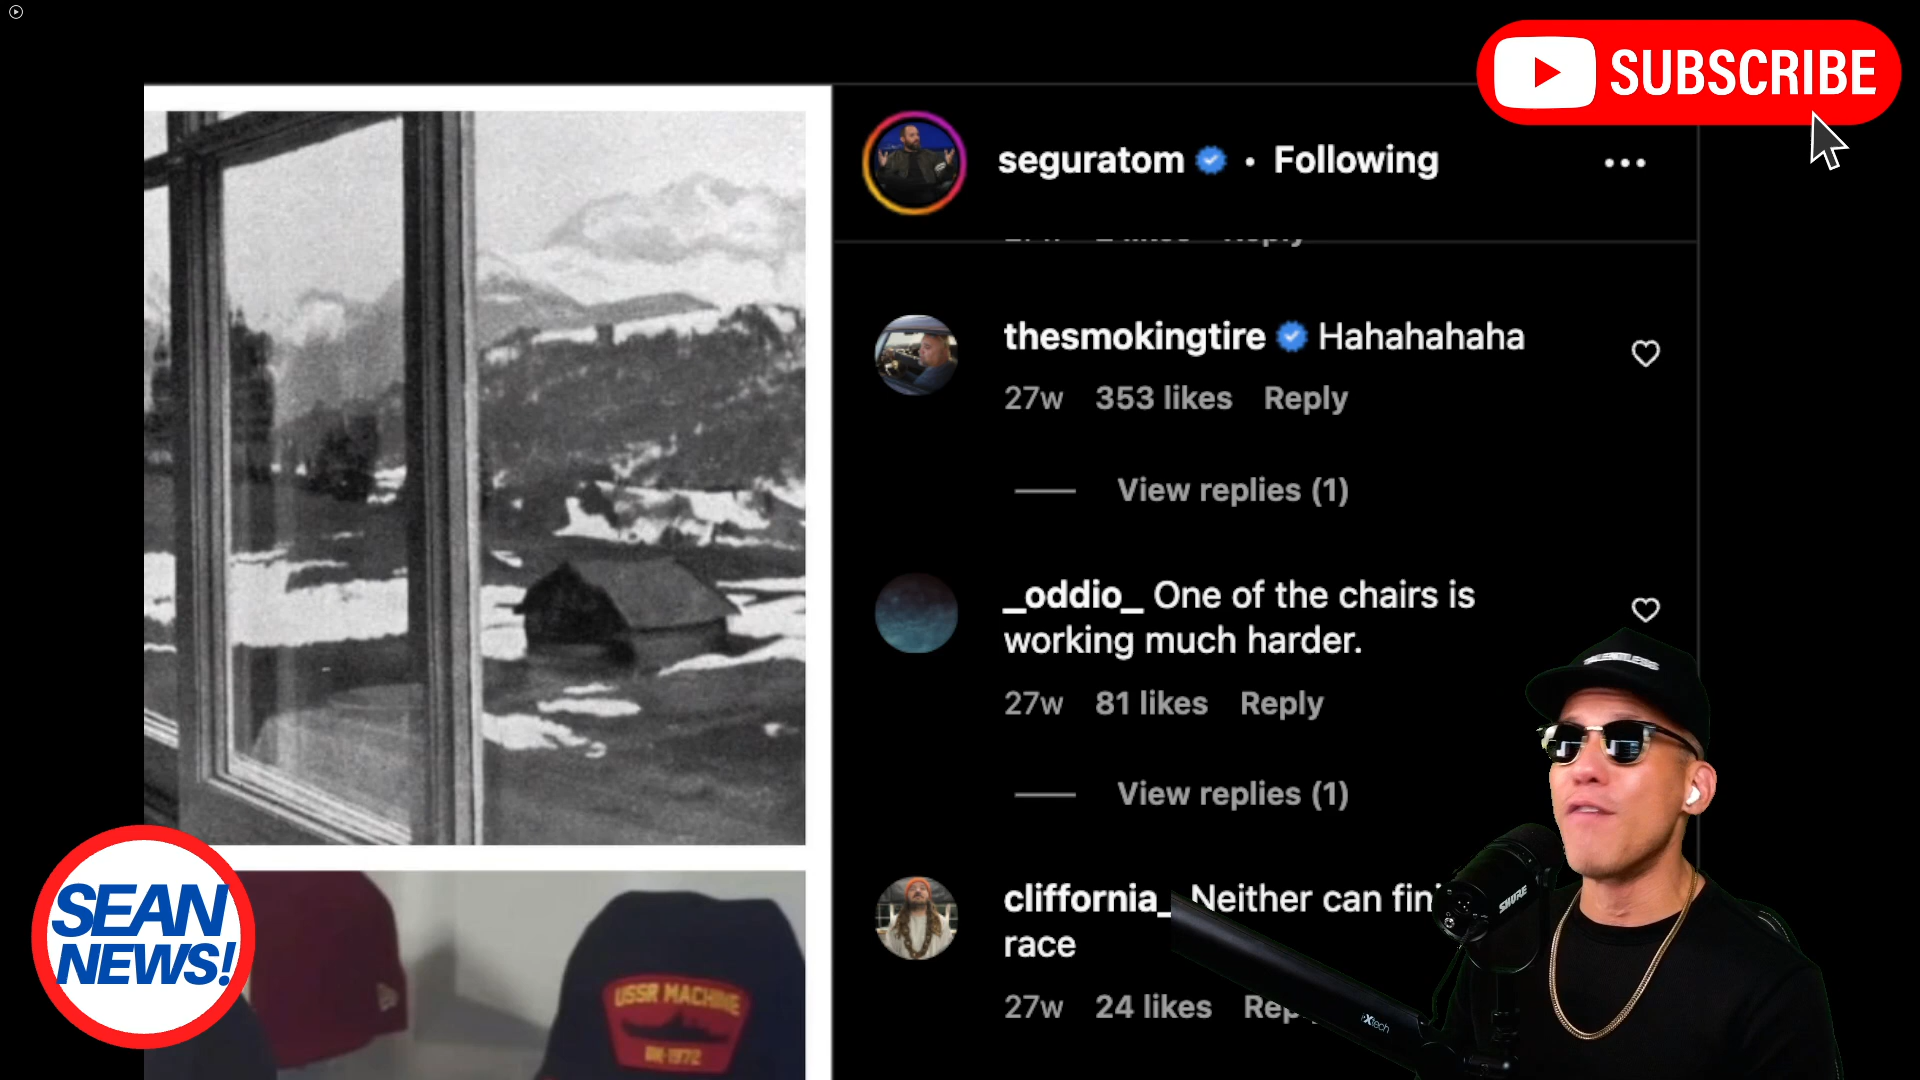 SUBSCRIBE
seguratom • Following
thesmokingtire Hahahahaha
27w 353 likes Reply
View replies (1)
_oddio_ One of the chairs is
working much harder.
27w 81 likes Reply
View replies (1)
cliffornia_ Neither can
race
27w 24 likes
SEAN
NEWS!
USSR MACHINE
SHURE